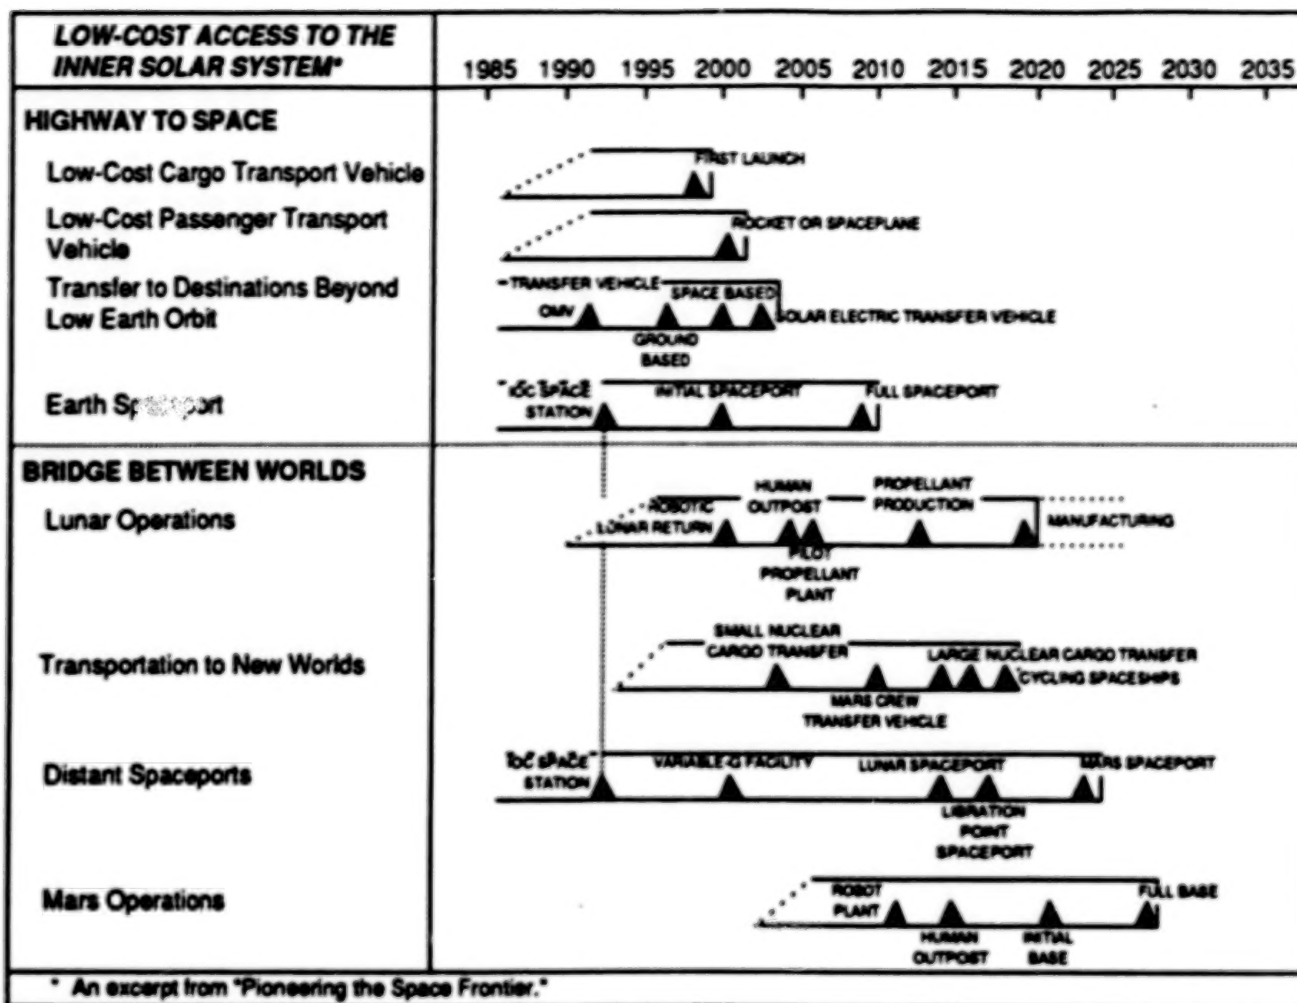 LOW-COST ACCESS TO THE
INNER SOLAR SYSTEM*
1985 1990 1995 2000 2005 2010 2015 2020 2025 2030 2035
HIGHWAY TO SPACE
Low-Cost Cargo Transport Vehicle
FIRST LAUNCH
Low-Cost Passenger Transport
Vehicle
ROCKET OR SPACEPLANE
Transfer to Destinations Beyond
Low Earth Orbit
TRANSFER VEHICLE
OMV
SPACE BASED
GROUND
BASED
SOLAR ELECTRIC TRANSFER VEHICLE
Earth
IOC SPACE
STATION
INITIAL SPACEPORT
FULL SPACEPORT
BRIDGE BETWEEN WORLDS
Lunar Operations
ROBOTIC
LUNAR RETURN
HUMAN
OUTPOST
PILOT
PROPELLANT
PLANT
PROPELLANT
PRODUCTION
MANUFACTURING
Transportation to New Worlds
SMALL NUCLEAR
CARGO TRANSFER
MARS CREW
TRANSFER VEHICLE
LARGE NUCLEAR CARGO TRANSFER
CYCLING SPACESHIPS
Distant Spaceports
IOC SPACE
STATION
VARIABLE-G FACILITY
LUNAR SPACEPORT
LIBRATION
POINT
SPACEPORT
MARS SPACEPORT
Mars Operations
ROBOT
PLANT
HUMAN
OUTPOST
INITIAL
BASE
FULL BASE
* An excerpt from "Pioneering the Space Frontier."